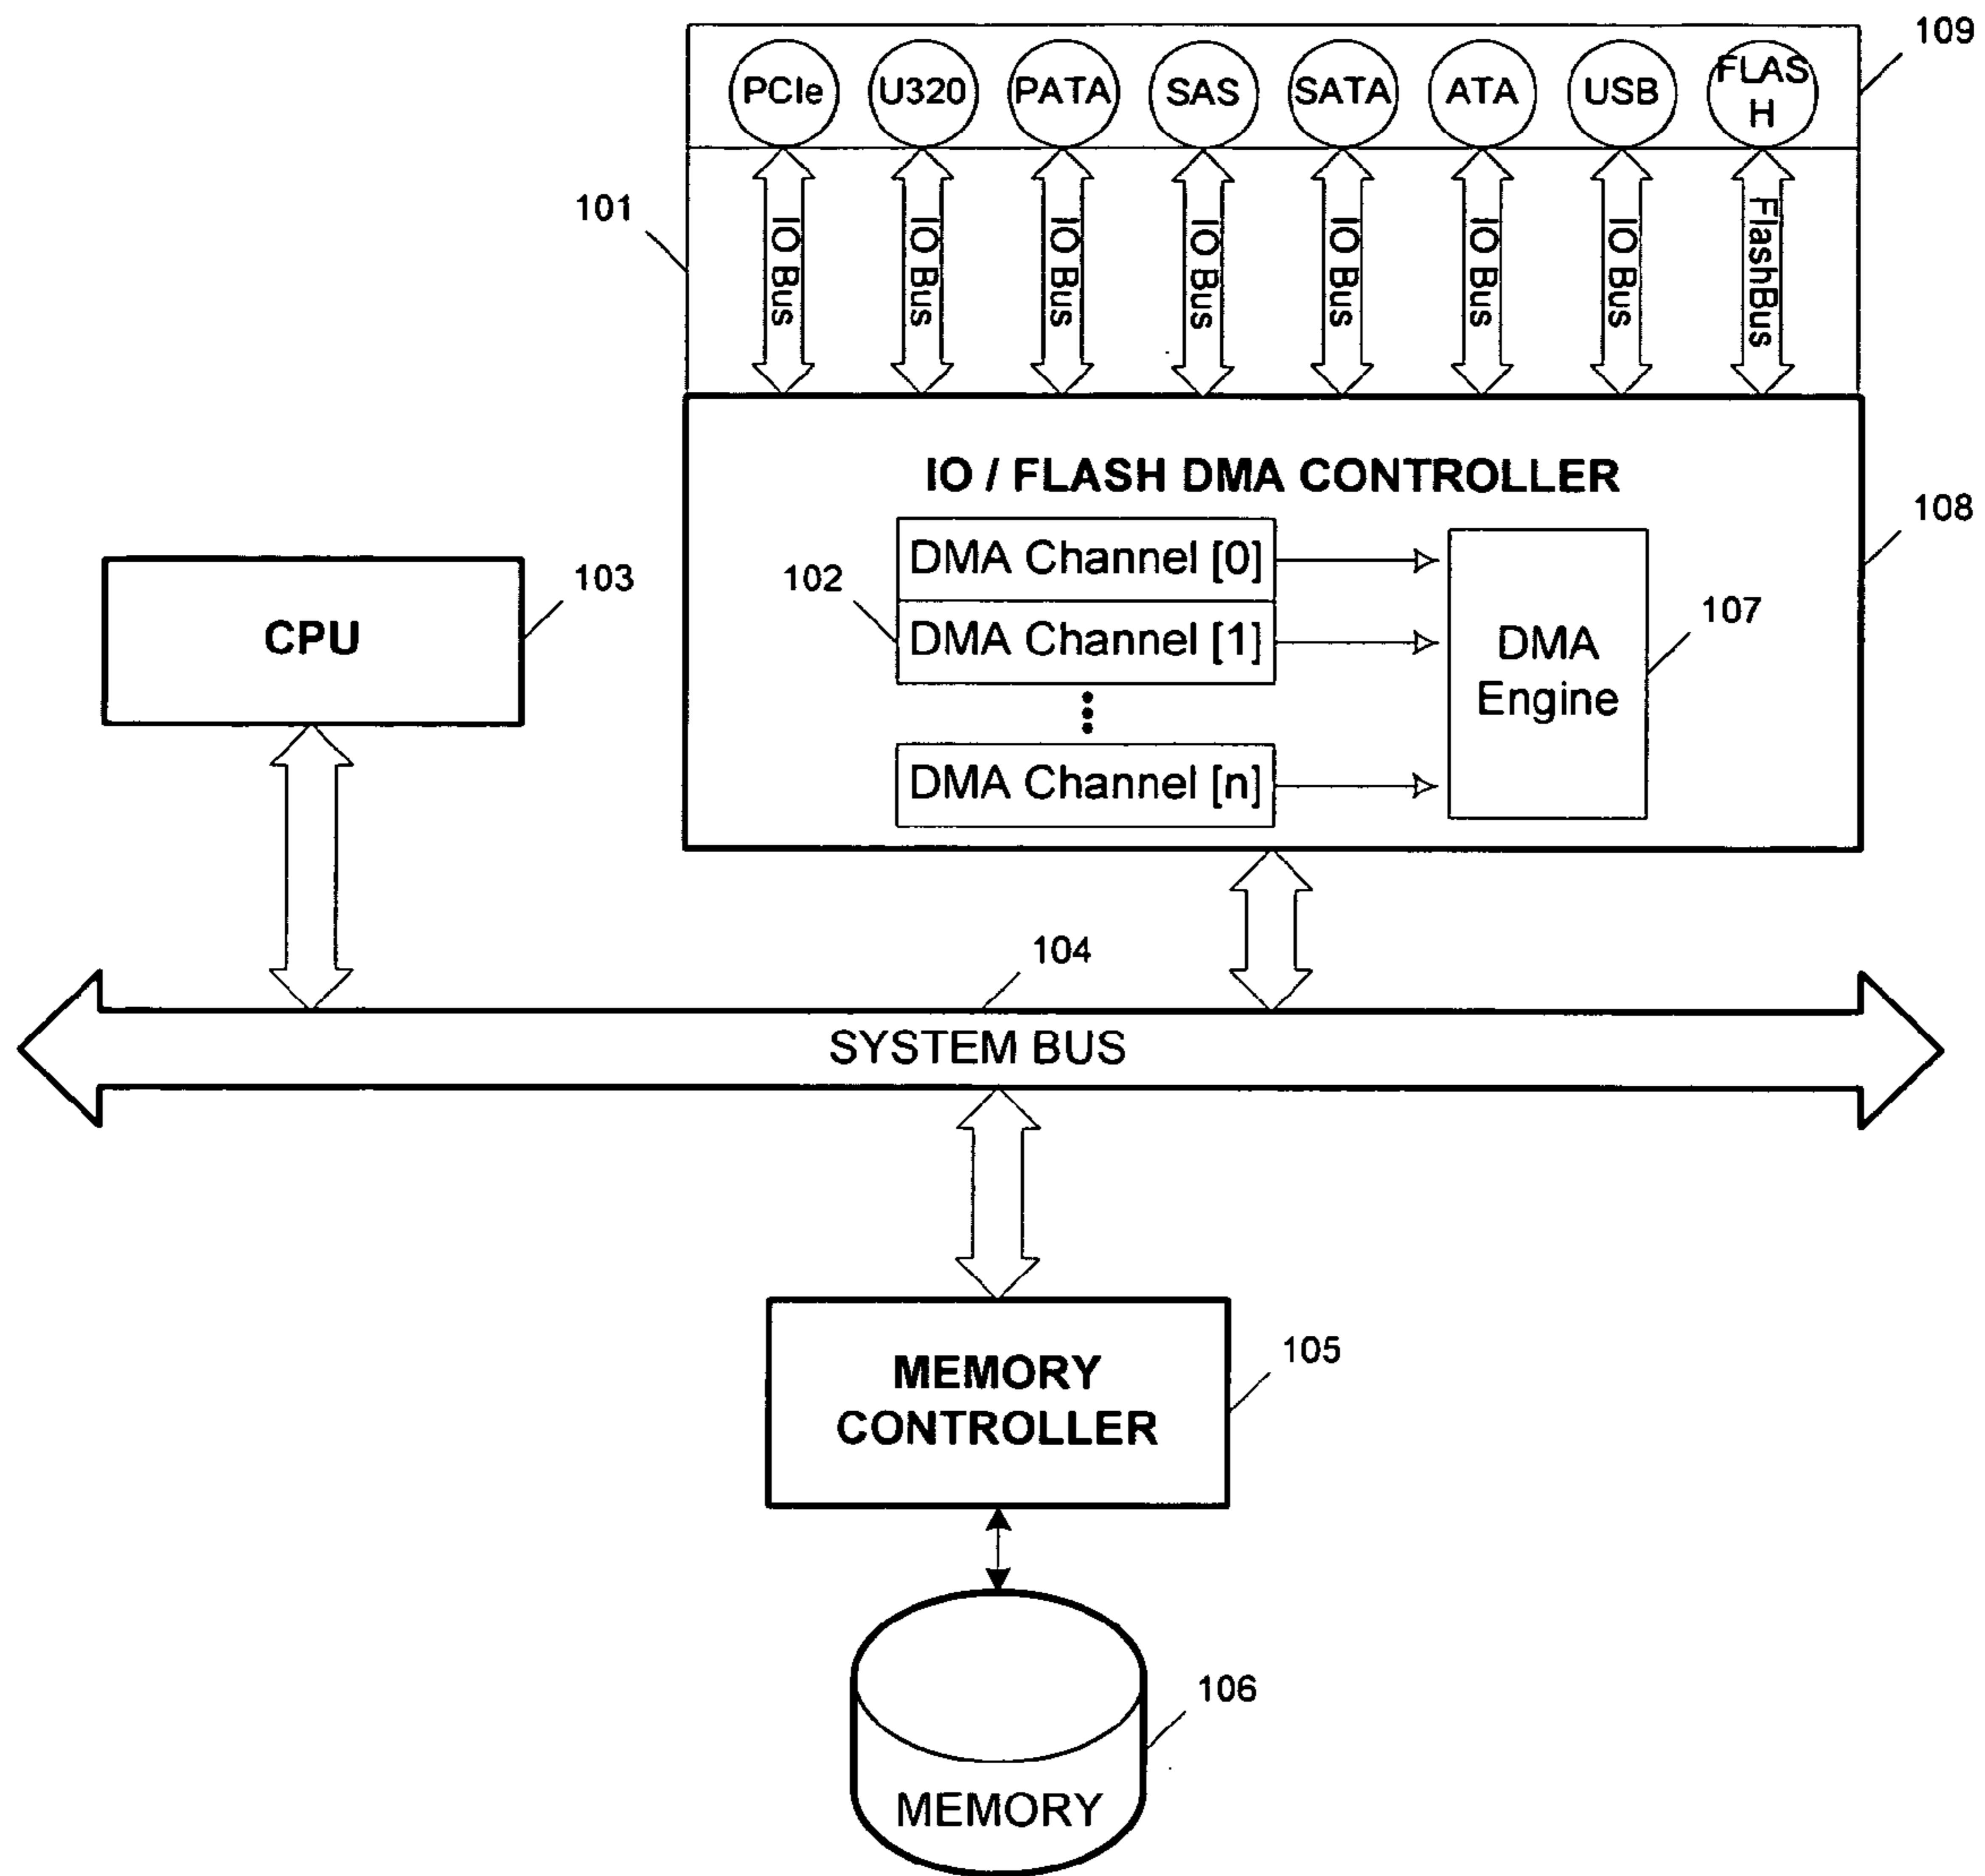 109
PCIe U320 PATA SAS SATA ATA USB FLAS
H
101
IO Bus IO Bus IO Bus IO Bus IO Bus IO Bus IO Bus FlashBus
IO / FLASH DMA CONTROLLER
108
DMA Channel [0]
103
102
DMA Channel [1]
107
CPU
DMA
Engine
DMA Channel [n]
104
SYSTEM BUS
105
MEMORY
CONTROLLER
106
MEMORY